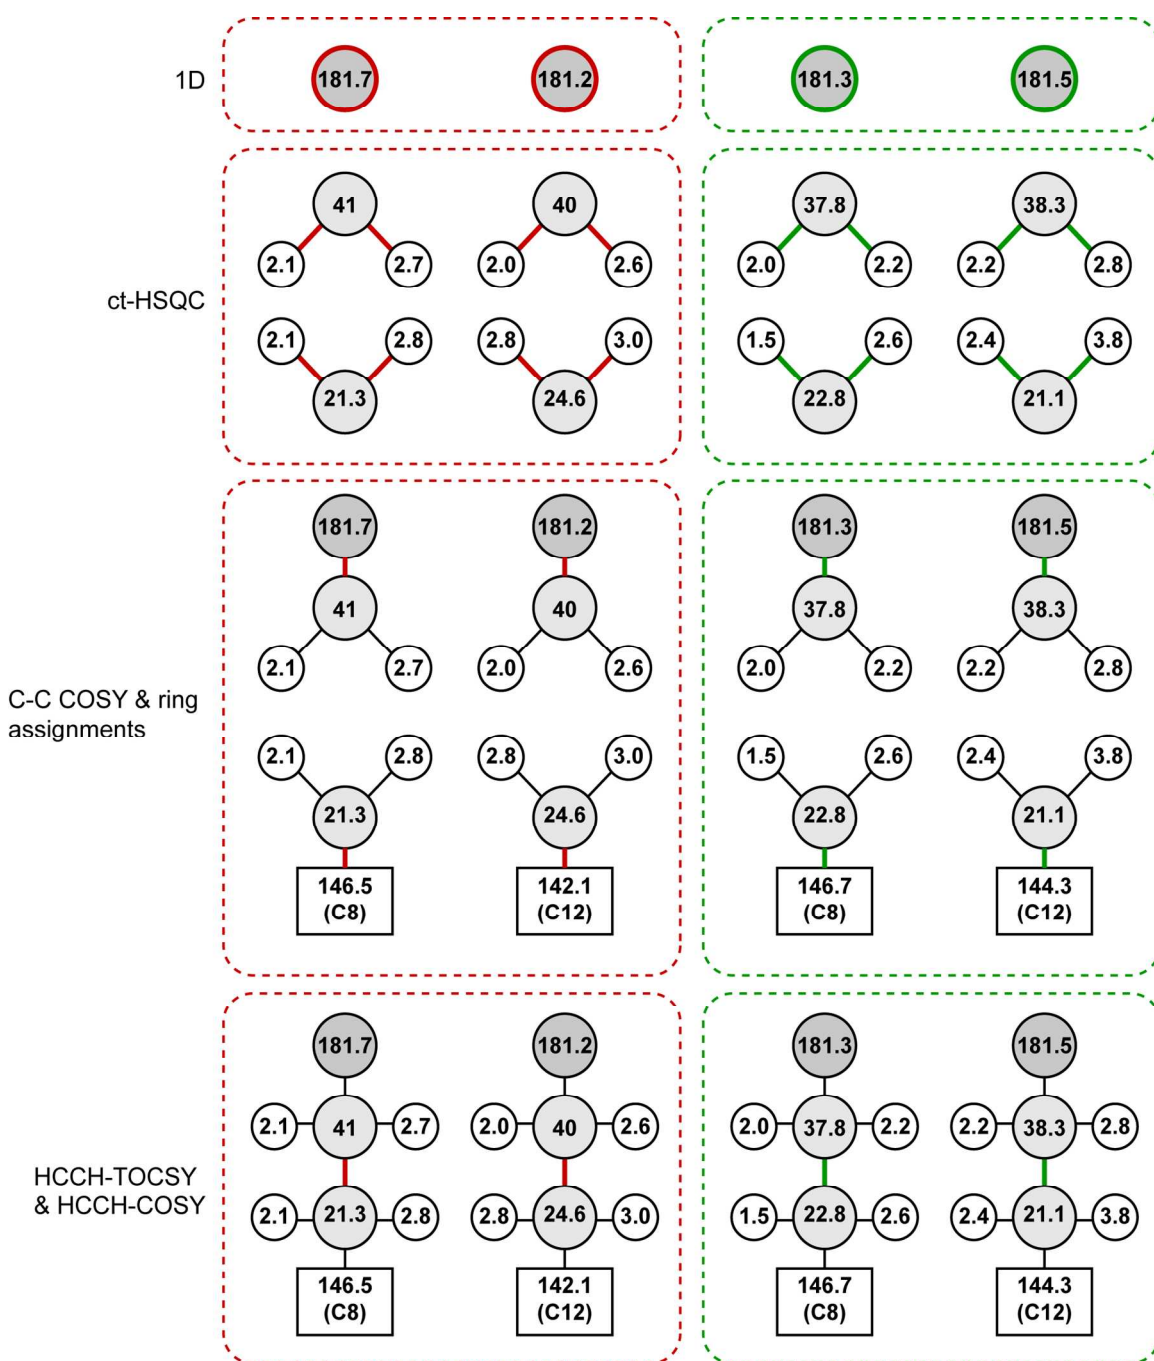 1D
181.7 181.2 181.3 181.5
ct-HSQC
41 40 37.8 38.3
2.1 2.7 2.0 2.6 2.0 2.2 2.2 2.8
2.1 2.8 2.8 3.0 1.5 2.6 2.4 3.8
21.3 24.6 22.8 21.1
C-C COSY & ring
assignments
181.7 181.2 181.3 181.5
41 40 37.8 38.3
2.1 2.7 2.0 2.6 2.0 2.2 2.2 2.8
2.1 2.8 2.8 3.0 1.5 2.6 2.4 3.8
21.3 24.6 22.8 21.1
146.5 142.1 146.7 144.3
(C8) (C12) (C8) (C12)
HCCH-TOCSY
& HCCH-COSY
181.7 181.2 181.3 181.5
2.1 41 2.7 2.0 40 2.6 2.0 37.8 2.2 2.2 38.3 2.8
2.1 21.3 2.8 2.8 24.6 3.0 1.5 22.8 2.6 2.4 21.1 3.8
146.5 142.1 146.7 144.3
(C8) (C12) (C8) (C12)